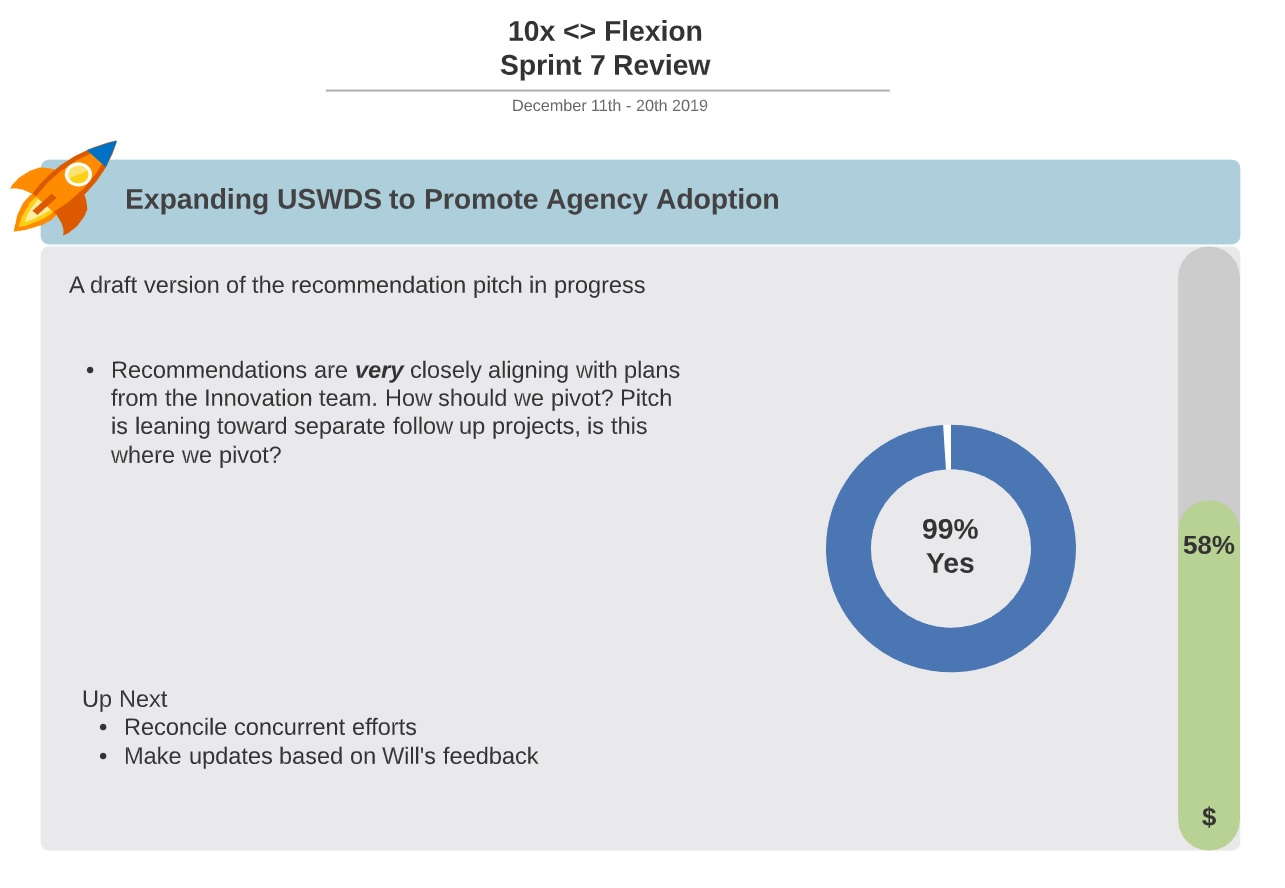 10x <> Flexion
Sprint 7 Review
December 11th - 20th 2019
Expanding USWDS to Promote Agency Adoption
A draft version of the recommendation pitch in progress
• Recommendations are very closely aligning with plans
from the Innovation team. How should we pivot? Pitch
is leaning toward separate follow up projects, is this
where we pivot?
99%
Yes
58%
Up Next
• Reconcile concurrent efforts
• Make updates based on Will's feedback
$